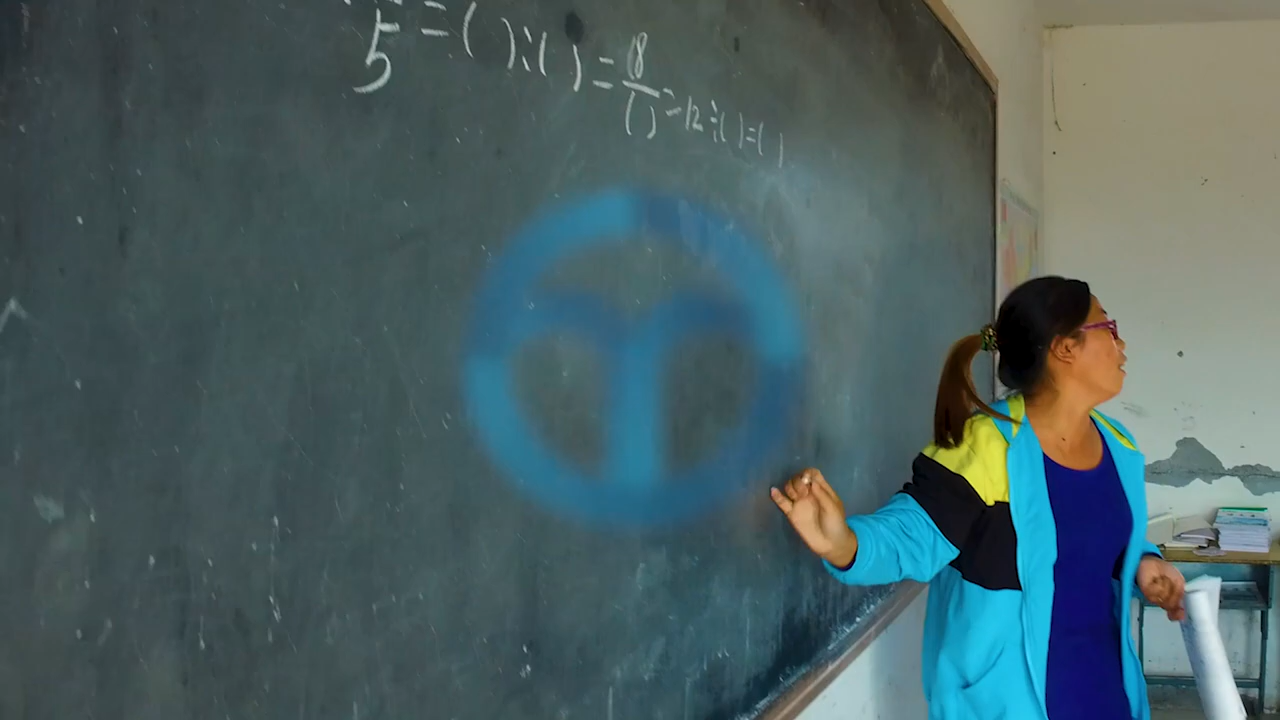 5 = ( ) ÷ ( ) = 18/( ) = 12 ÷ ( ) = ( )